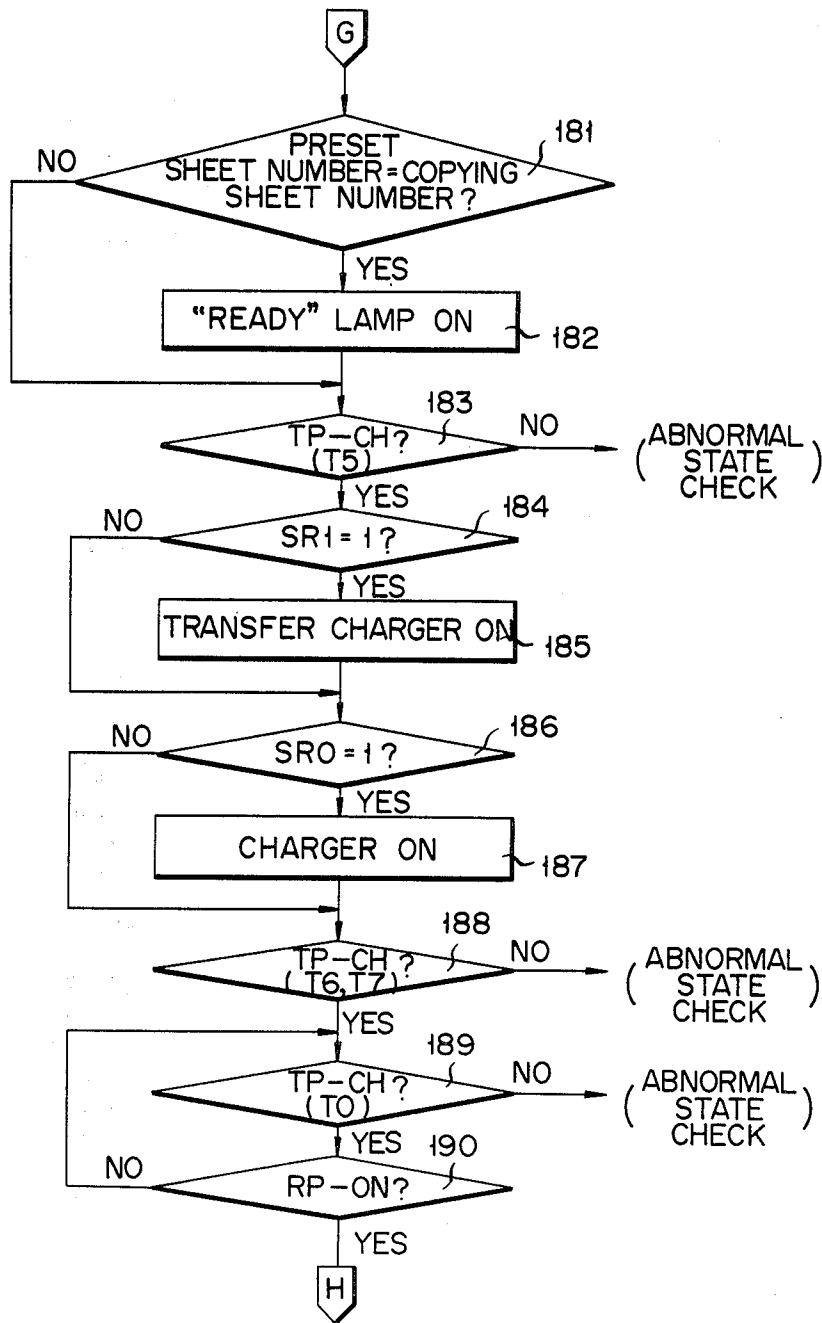 G
PRESET
SHEET NUMBER=COPYING
SHEET NUMBER?
181
NO
YES
"READY" LAMP ON
182
TP-CH?
(T5)
183
NO
(ABNORMAL
STATE
CHECK)
YES
SR1=1?
184
NO
YES
TRANSFER CHARGER ON
185
SR0=1?
186
NO
YES
CHARGER ON
187
TP-CH?
(T6,T7)
188
NO
(ABNORMAL
STATE
CHECK)
YES
TP-CH?
(T0)
189
NO
(ABNORMAL
STATE
CHECK)
YES
RP-ON?
190
NO
YES
H